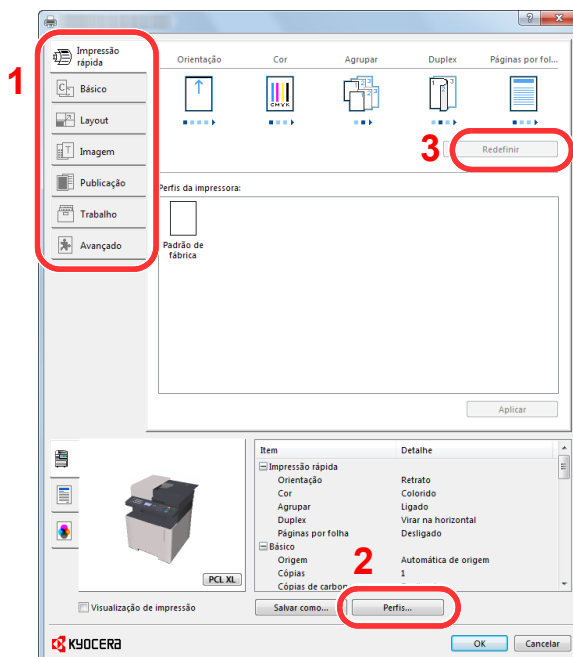 1
Impressão
rápida
Básico
Layout
Imagem
Publicação
Trabalho
Avançado
Orientação Cor Agrupar Duplex Páginas por fol...
CMYK
3
Redefinir
Perfis da impressora:
Padrão de
fábrica
Aplicar
Item Detalhe
Impressão rápida
Orientação Retrato
Cor Colorido
Agrupar Ligado
Duplex Virar na horizontal
Páginas por folha Desligado
Básico
Origem Automática de origem
Cópias 1
Cópias de carbon
2
PCL XL
Visualização de impressão
Salvar como...
Perfis...
KYOCERA
OK
Cancelar